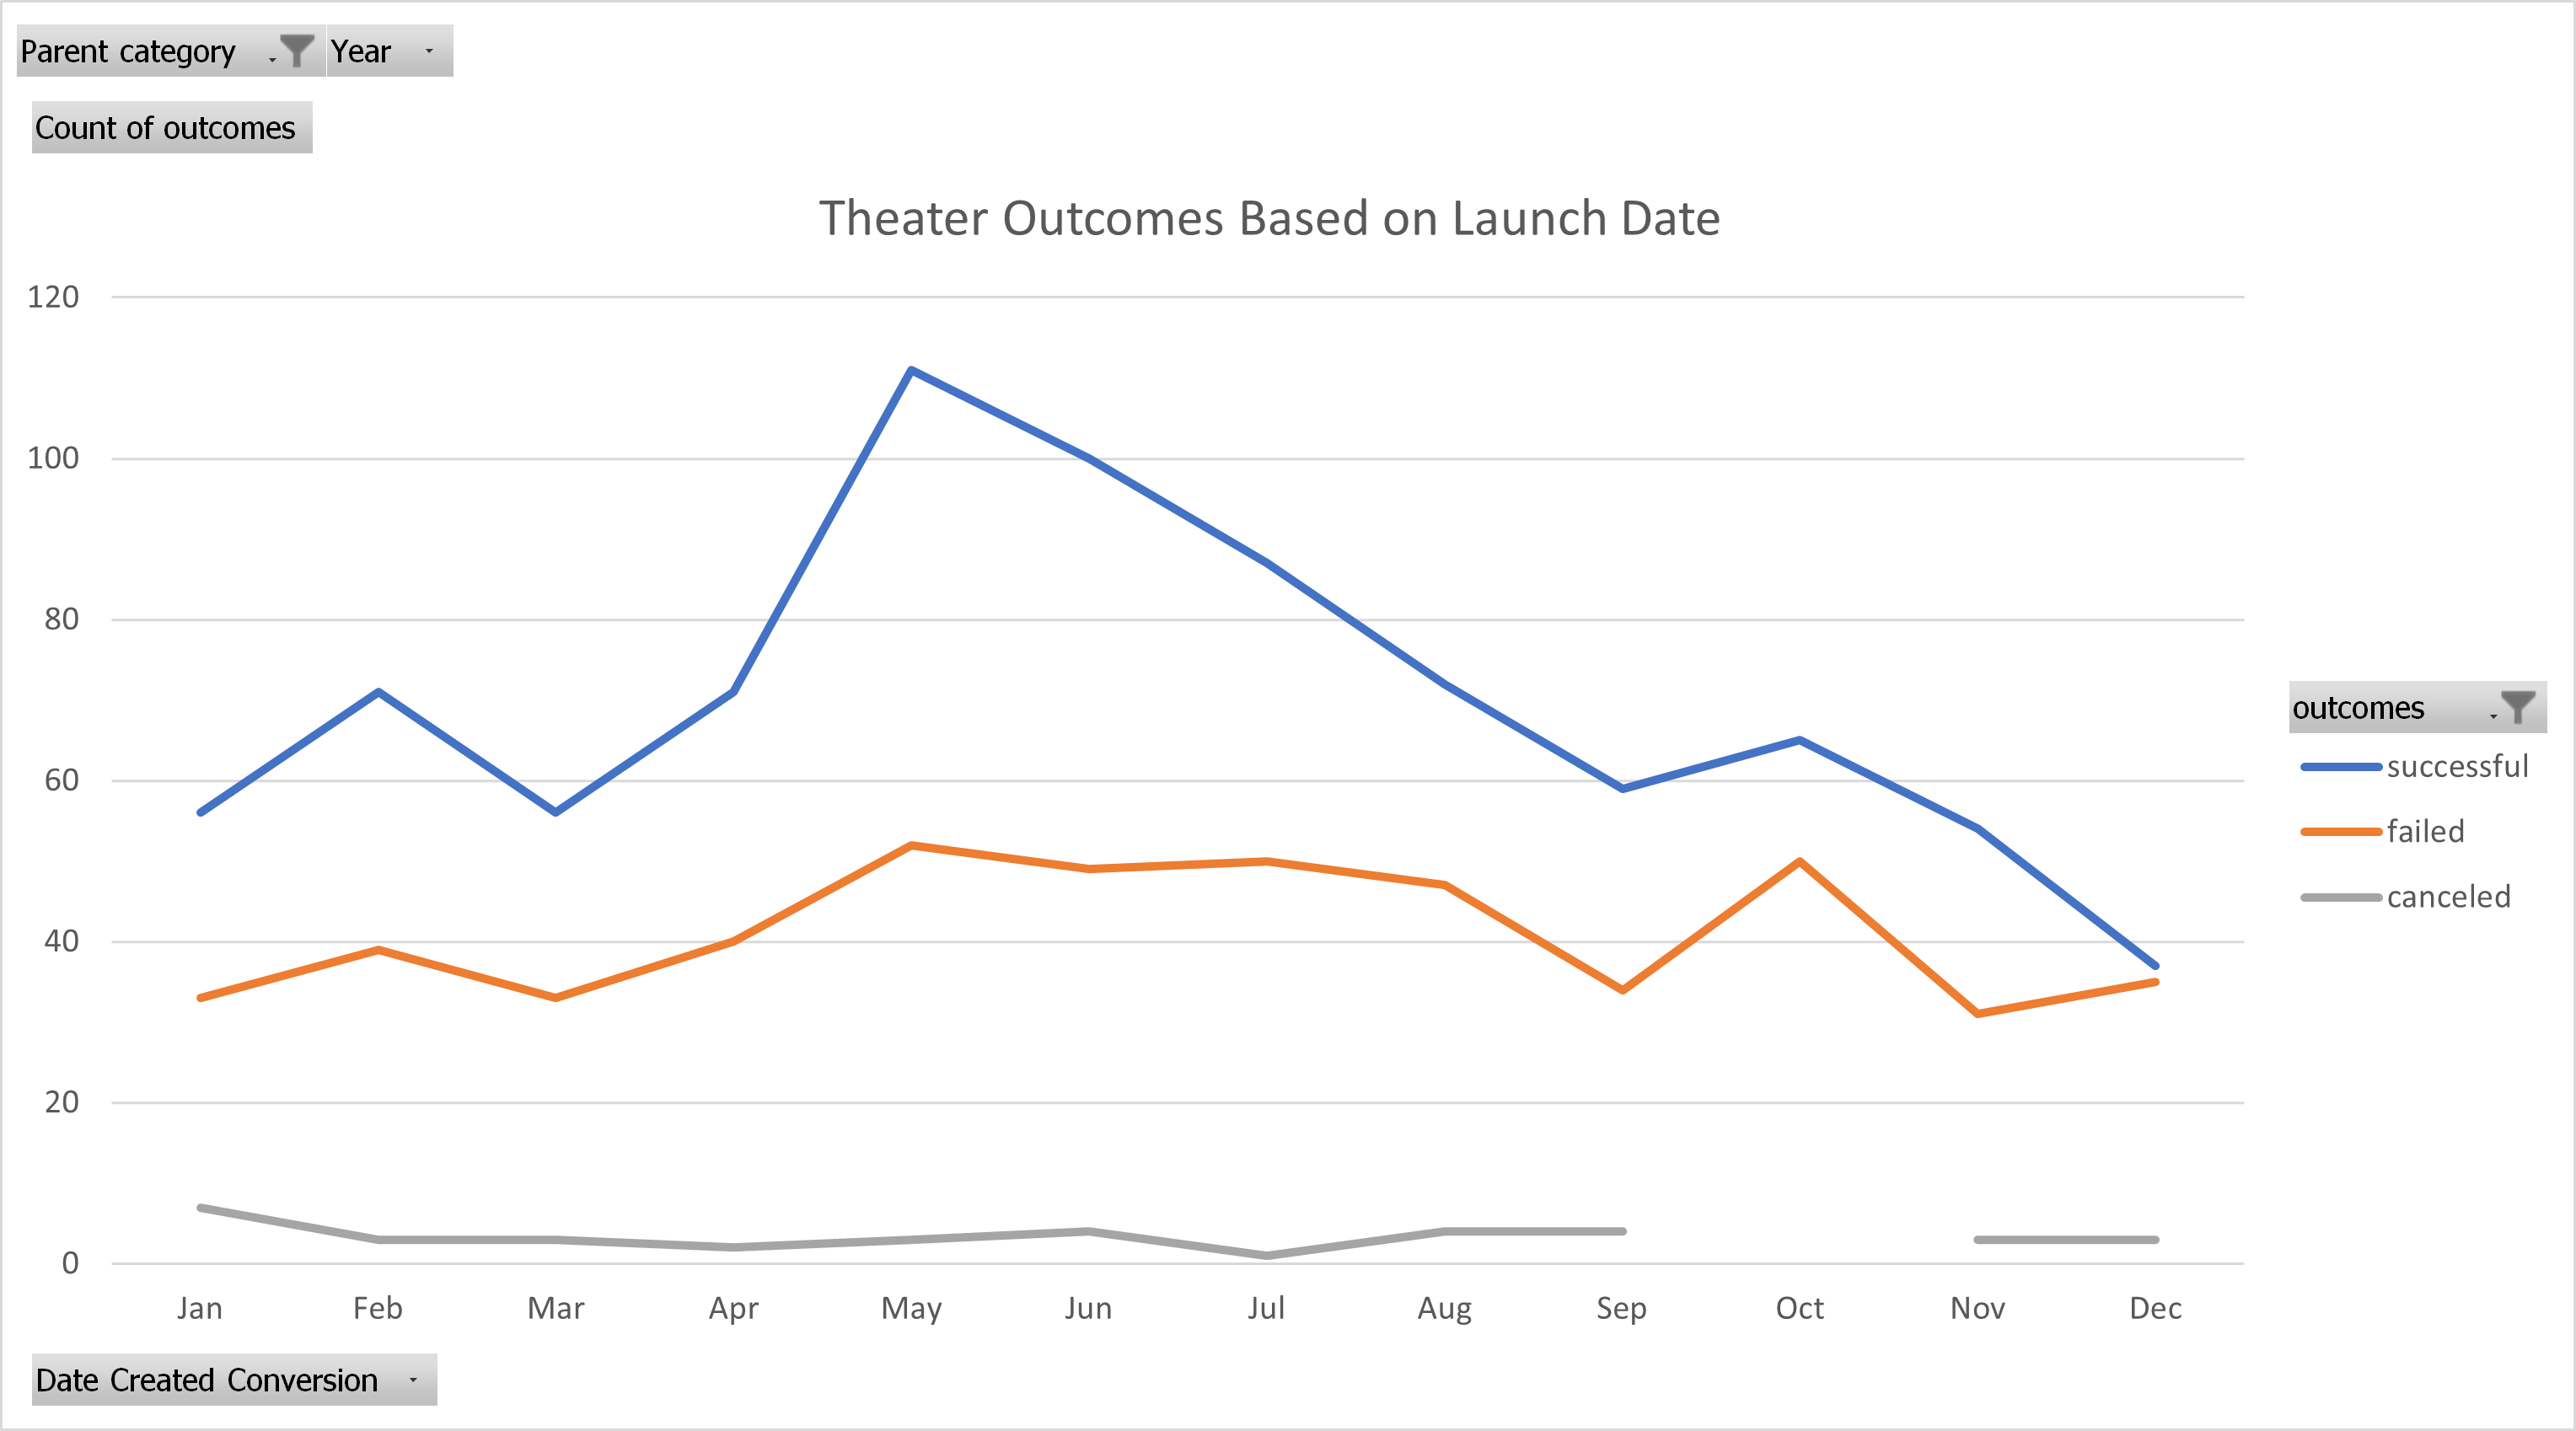 Parent category Year
Count of outcomes
Theater Outcomes Based on Launch Date
120
100
80
60
40
20
0
Jan Feb Mar Apr May Jun Jul Aug Sep Oct Nov Dec
outcomes
successful
failed
canceled
Date Created Conversion